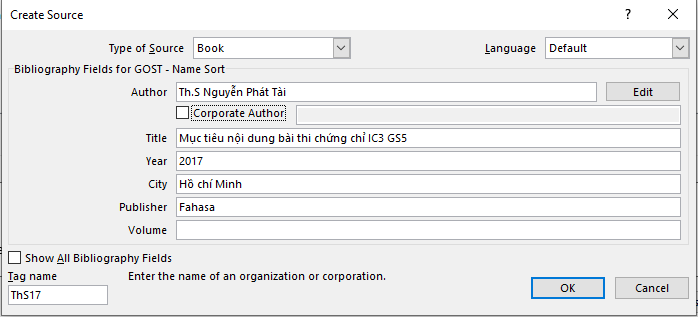 Create Source
? ×
Type of Source Book Language Default
Bibliography Fields for GOST - Name Sort
Author Th.S Nguyễn Phát Tài Edit
Corporate Author
Title Mục tiêu nội dung bài thi chứng chỉ IC3 GS5
Year 2017
City Hồ chí Minh
Publisher Fahasa
Volume
Show All Bibliography Fields
Tag name Enter the name of an organization or corporation.
ThS17 OK Cancel